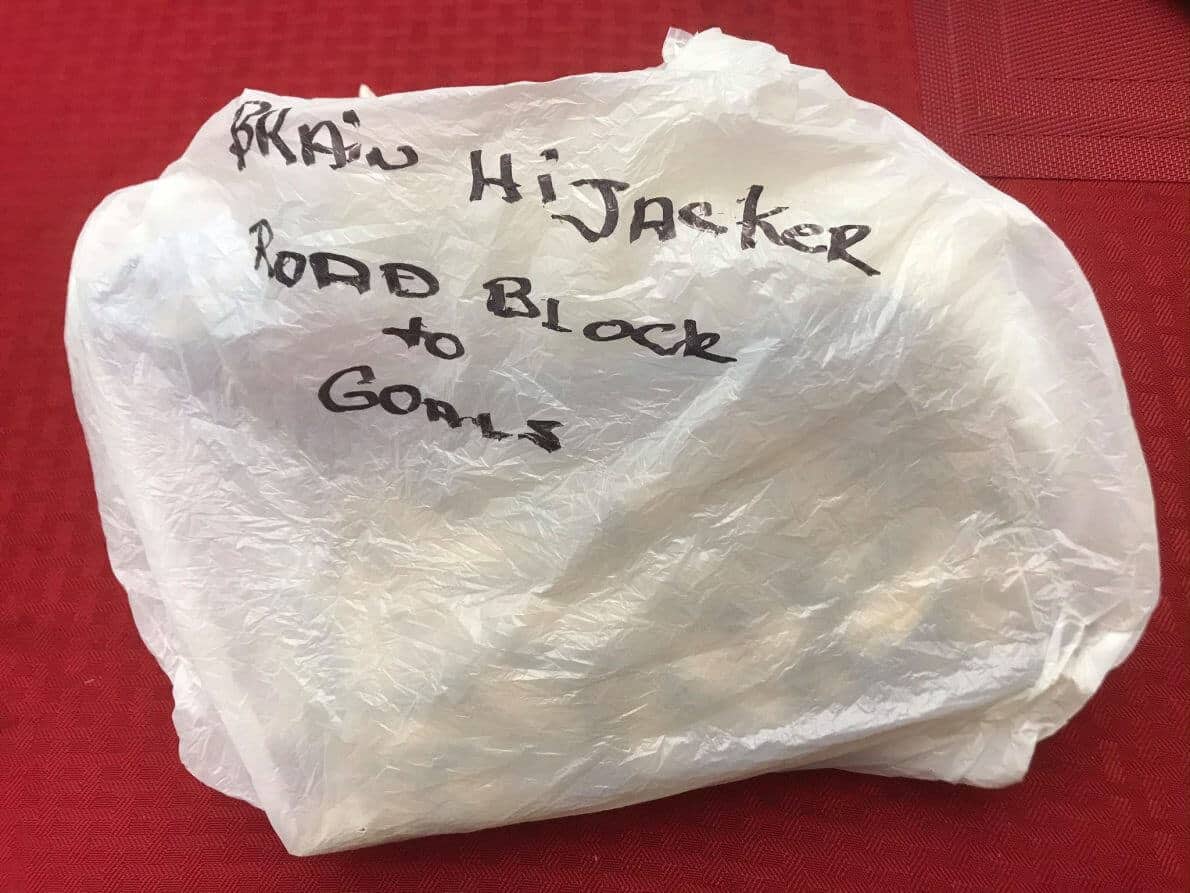 BRAiN HiJAcKeR
ROAD BLock
to
GOALS